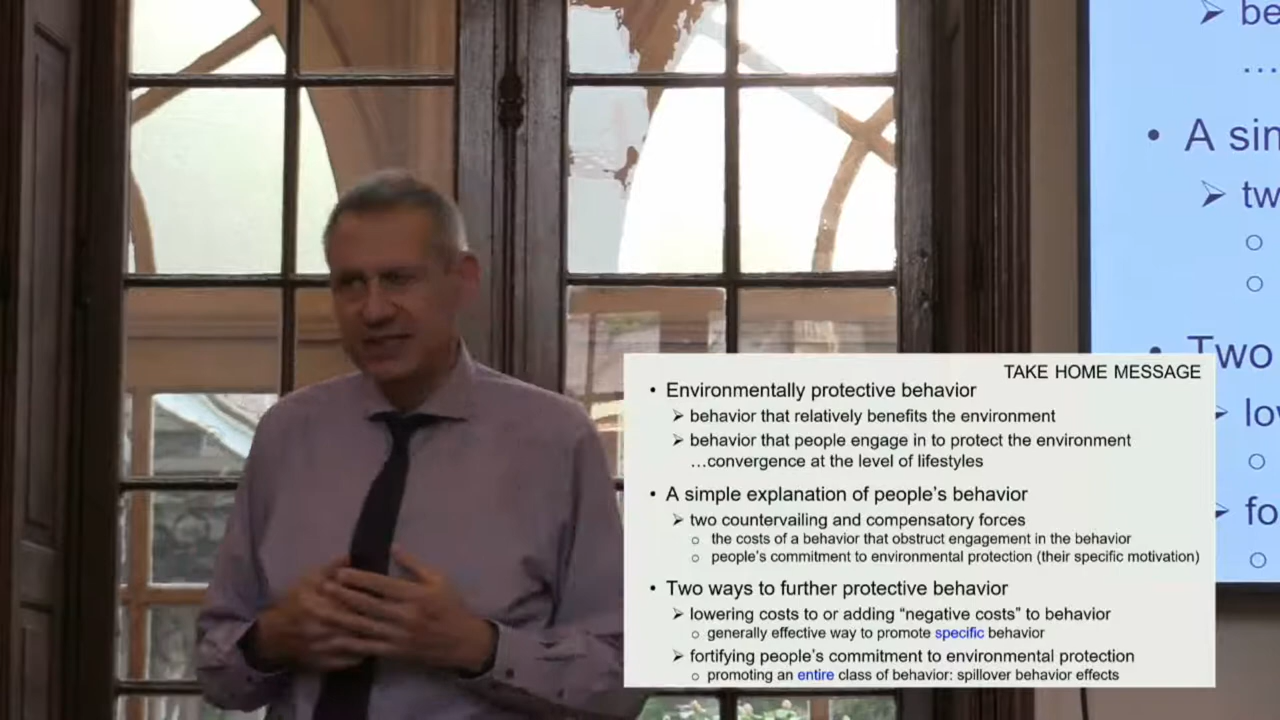 TAKE HOME MESSAGE
• Environmentally protective behavior
➢ behavior that relatively benefits the environment
➢ behavior that people engage in to protect the environment
…convergence at the level of lifestyles
• A simple explanation of people’s behavior
➢ two countervailing and compensatory forces
○ the costs of a behavior that obstruct engagement in the behavior
○ people’s commitment to environmental protection (their specific motivation)
• Two ways to further protective behavior
➢ lowering costs to or adding “negative costs” to behavior
○ generally effective way to promote specific behavior
➢ fortifying people’s commitment to environmental protection
○ promoting an entire class of behavior: spillover behavior effects
➢ be
…
• A sin
➢ tw
○
○
• Two
➢ lo
○
➢ fo
○